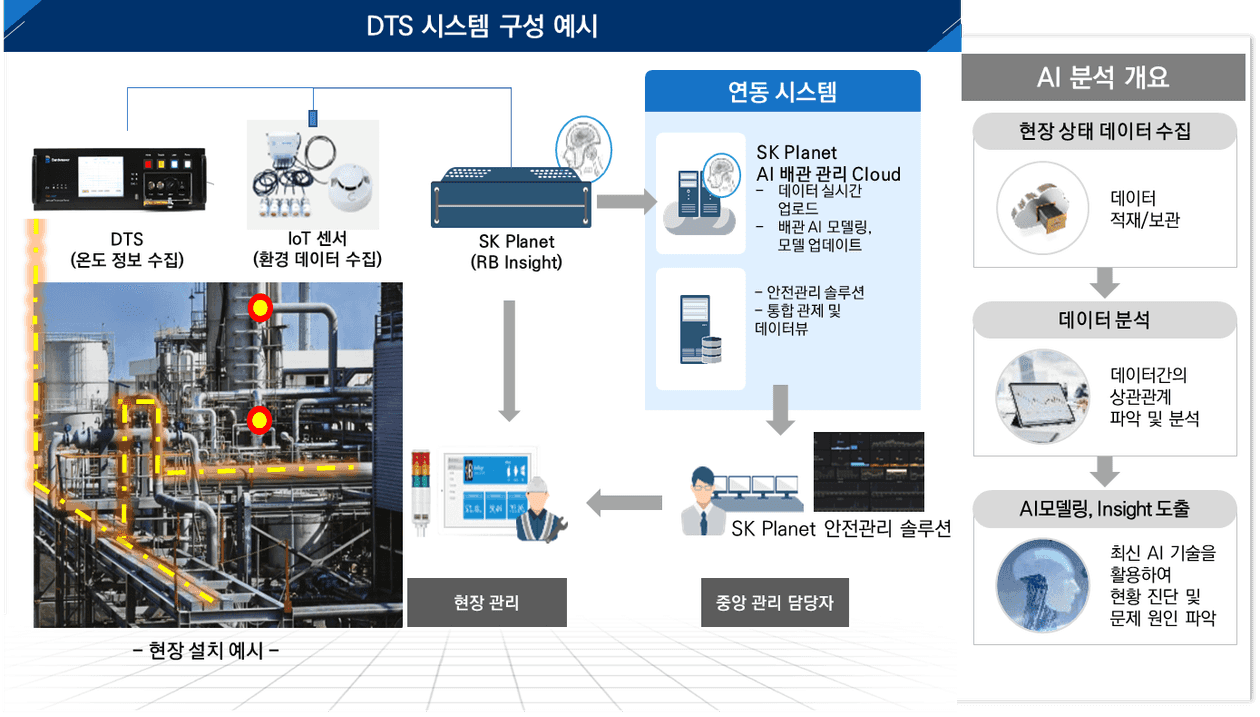 DTS 시스템 구성 예시
DTS
(온도 정보 수집)
IoT 센서
(환경 데이터 수집)
SK Planet
(RB Insight)
연동 시스템
SK Planet
AI 배관 관리 Cloud
- 데이터 실시간
업로드
- 배관 AI 모델링,
모델 업데이트
- 안전관리 솔루션
- 통합 관제 및
데이터뷰
SK Planet 안전관리 솔루션
현장 관리
중앙 관리 담당자
- 현장 설치 예시 -
AI 분석 개요
현장 상태 데이터 수집
데이터
적재/보관
데이터 분석
데이터간의
상관관계
파악 및 분석
AI모델링, Insight 도출
최신 AI 기술을
활용하여
현황 진단 및
문제 원인 파악